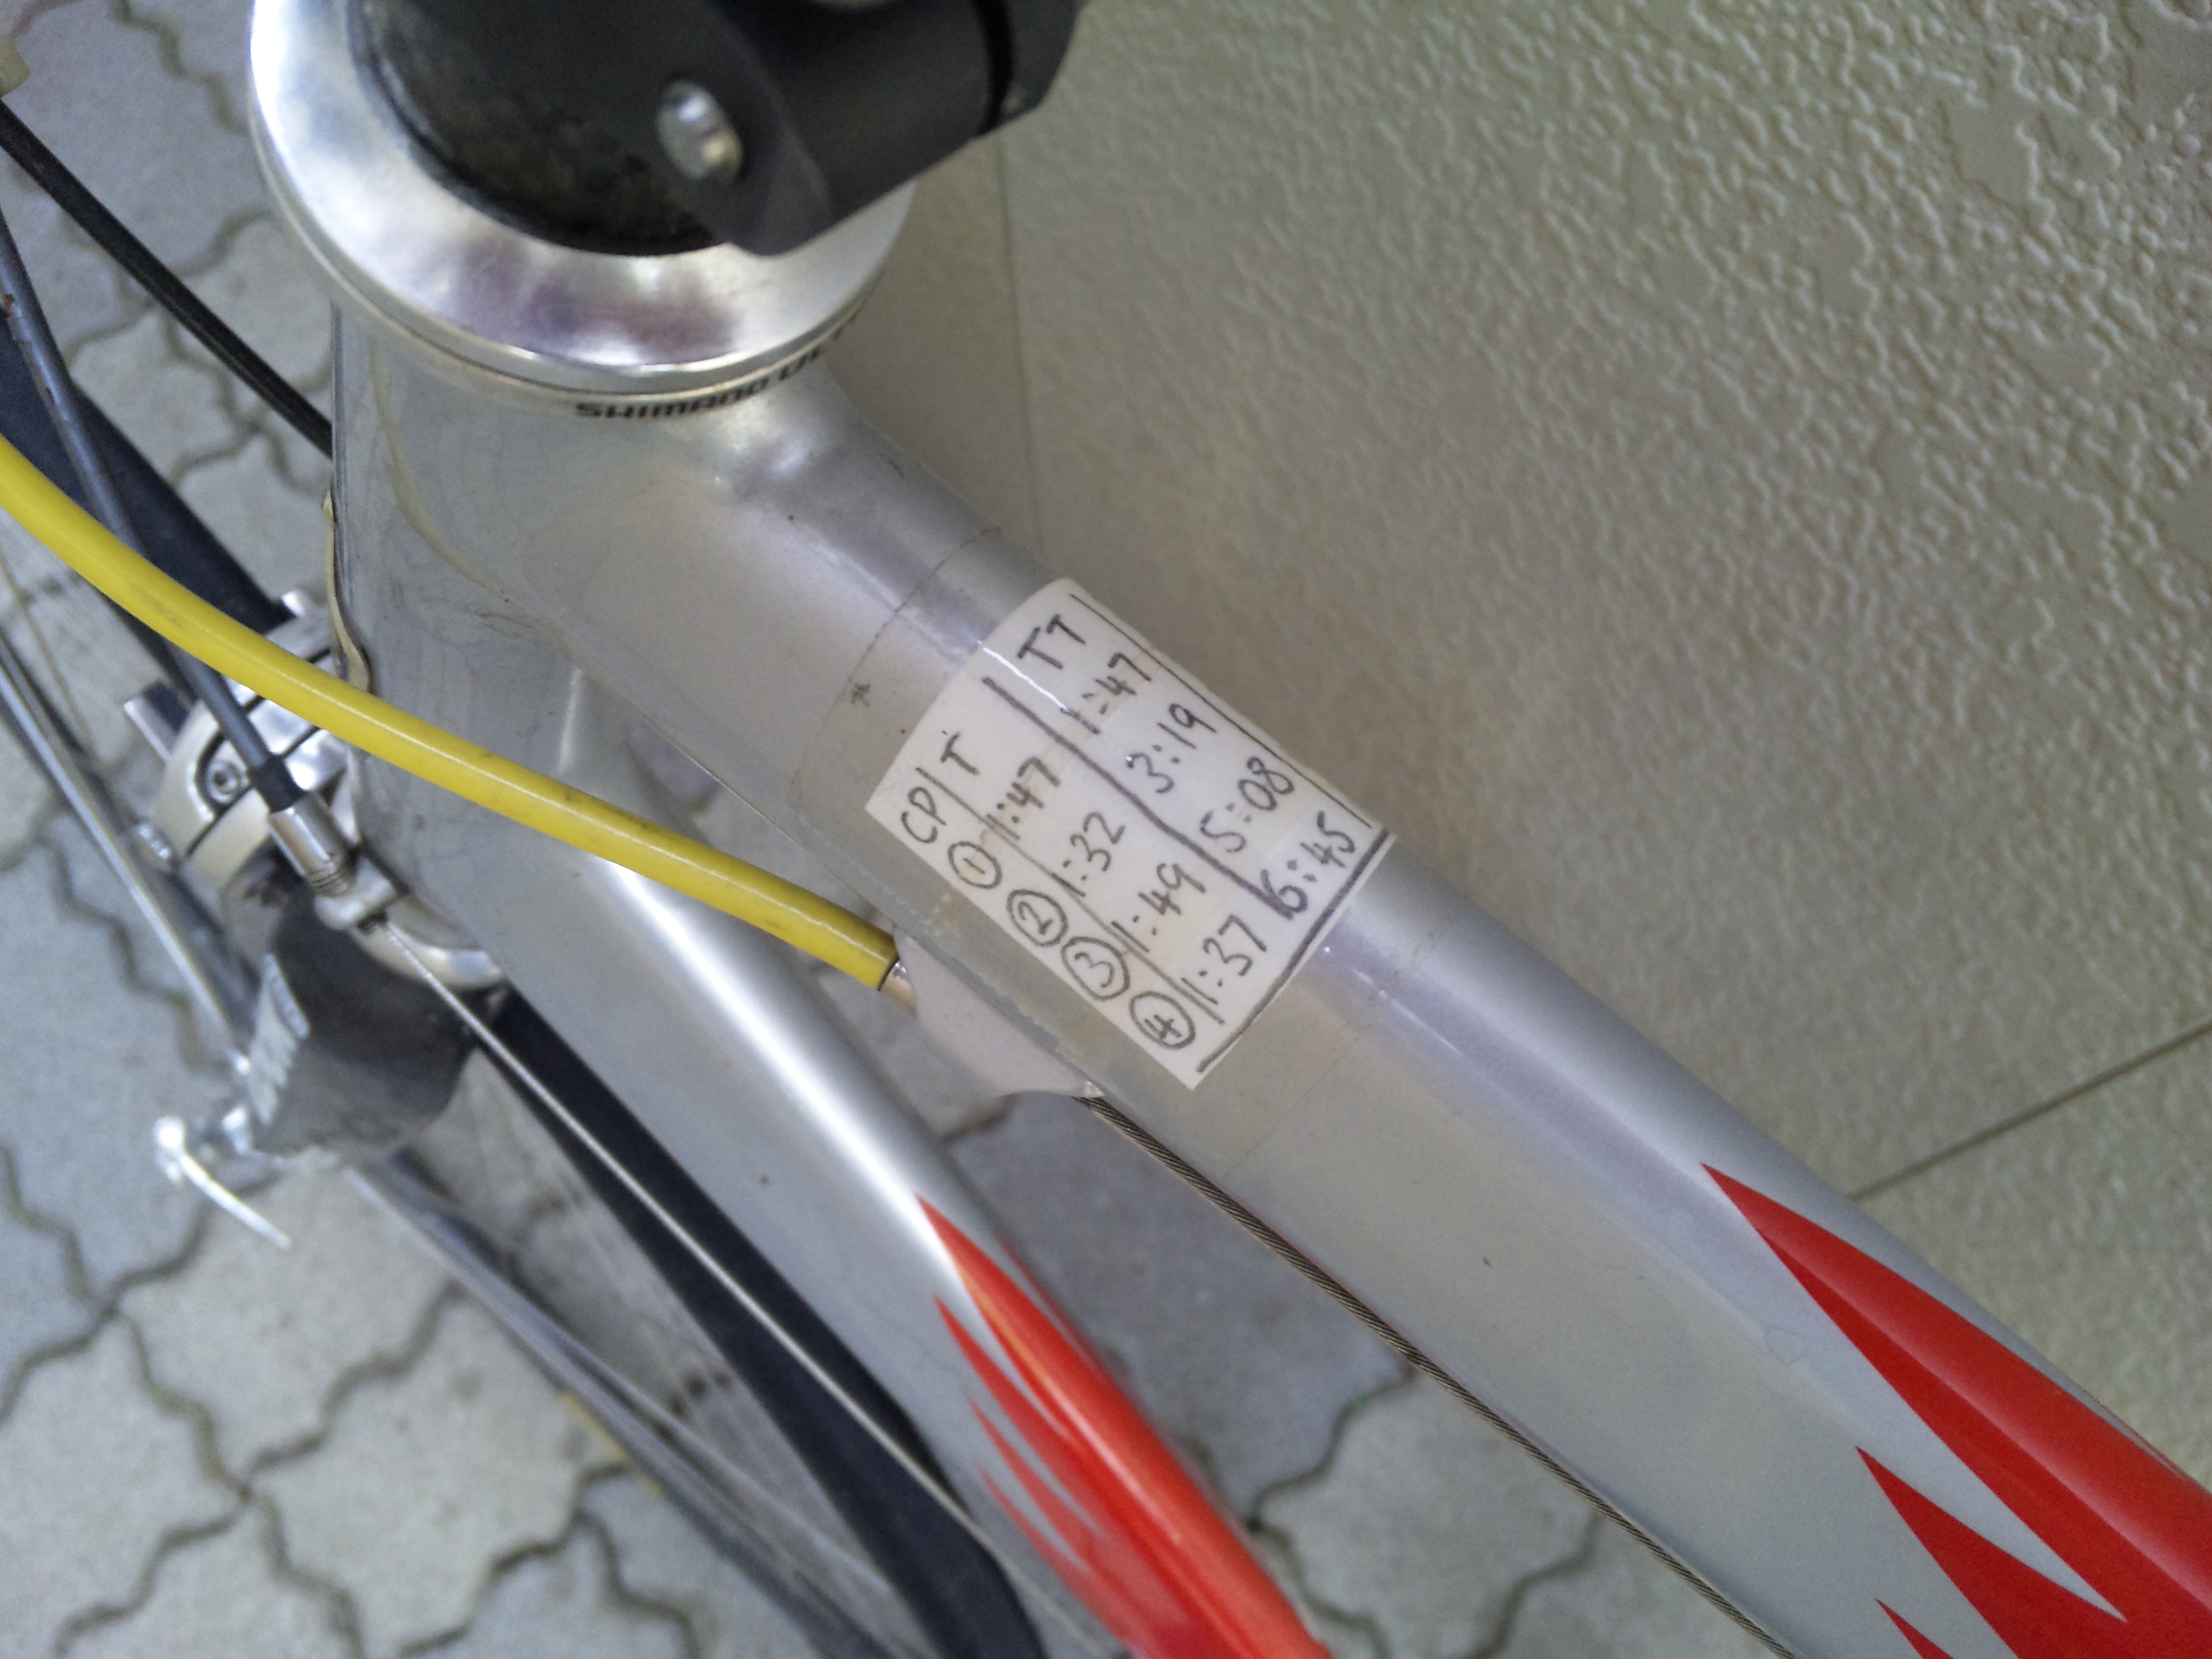 SHIMANO
CP T TT
① 1:47 1:47
② 1:32 3:19
③ 1:49 5:08
④ 1:37 6:45